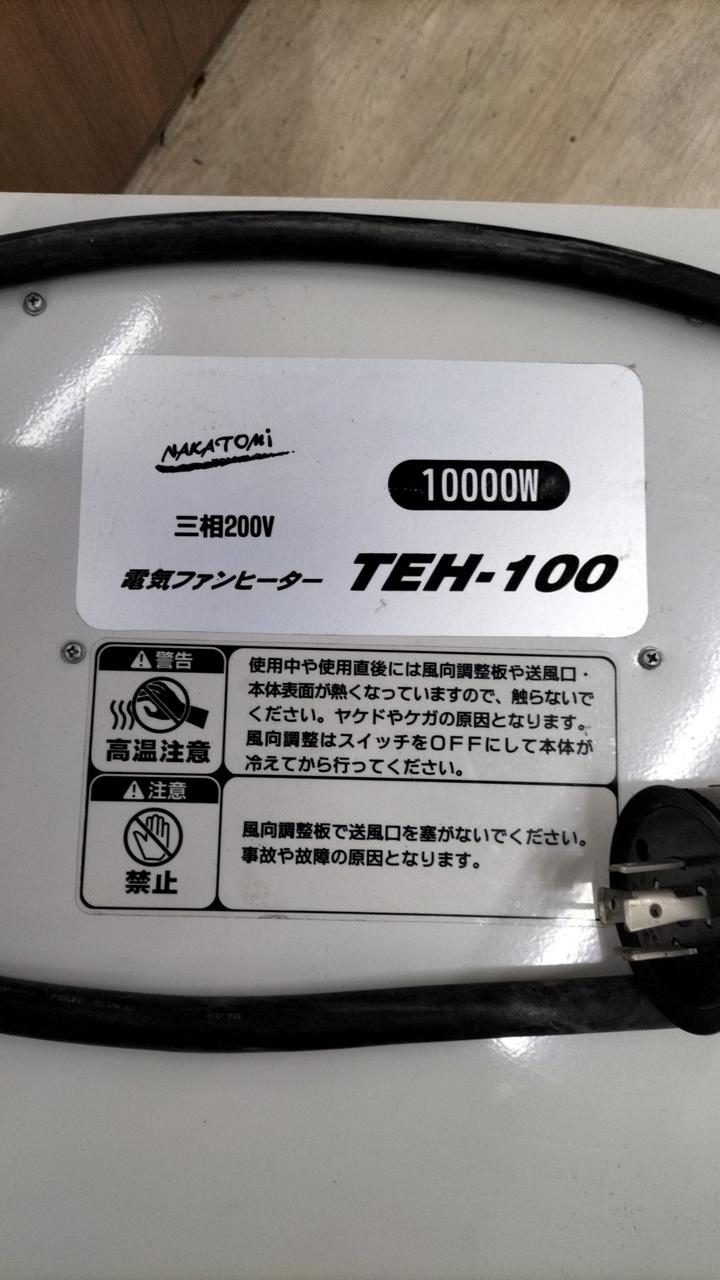 NAKATOMi
10000W
三相200V
電気ファンヒーター TEH-100
警告
高温注意
使用中や使用直後には風向調整板や送風口・
本体表面が熱くなっていますので、触らないで
ください。ヤケドやケガの原因となります。
風向調整はスイッチをOFFにして本体が
冷えてから行ってください。
注意
禁止
風向調整板で送風口を塞がないでください。
事故や故障の原因となります。